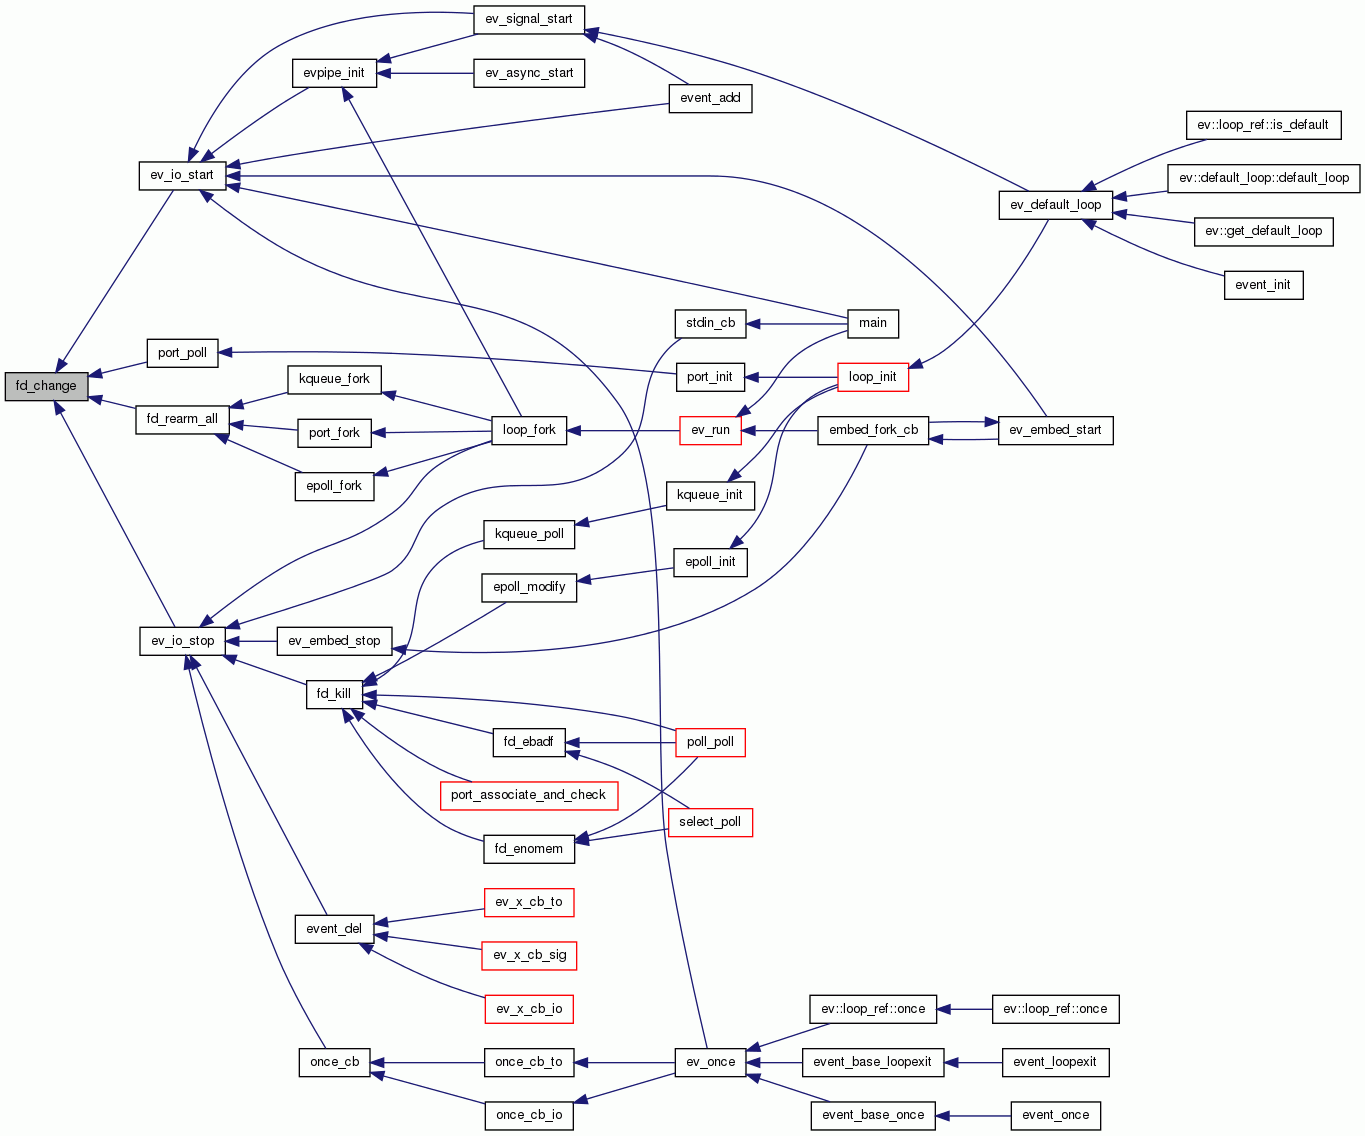 ev_signal_start
evpipe_init
ev_async_start
event_add
ev::loop_ref::is_default
ev_io_start
ev::default_loop::default_loop
ev_default_loop
ev::get_default_loop
event_init
stdin_cb
main
port_poll
fd_change
kqueue_fork
port_init
loop_init
fd_rearm_all
port_fork
loop_fork
ev_run
embed_fork_cb
ev_embed_start
epoll_fork
kqueue_init
kqueue_poll
epoll_init
epoll_modify
ev_io_stop
ev_embed_stop
fd_kill
fd_ebadf
poll_poll
port_associate_and_check
select_poll
fd_enomem
ev_x_cb_to
event_del
ev_x_cb_sig
ev_x_cb_io
ev::loop_ref::once
ev::loop_ref::once
once_cb
once_cb_to
ev_once
event_base_loopexit
event_loopexit
once_cb_io
event_base_once
event_once